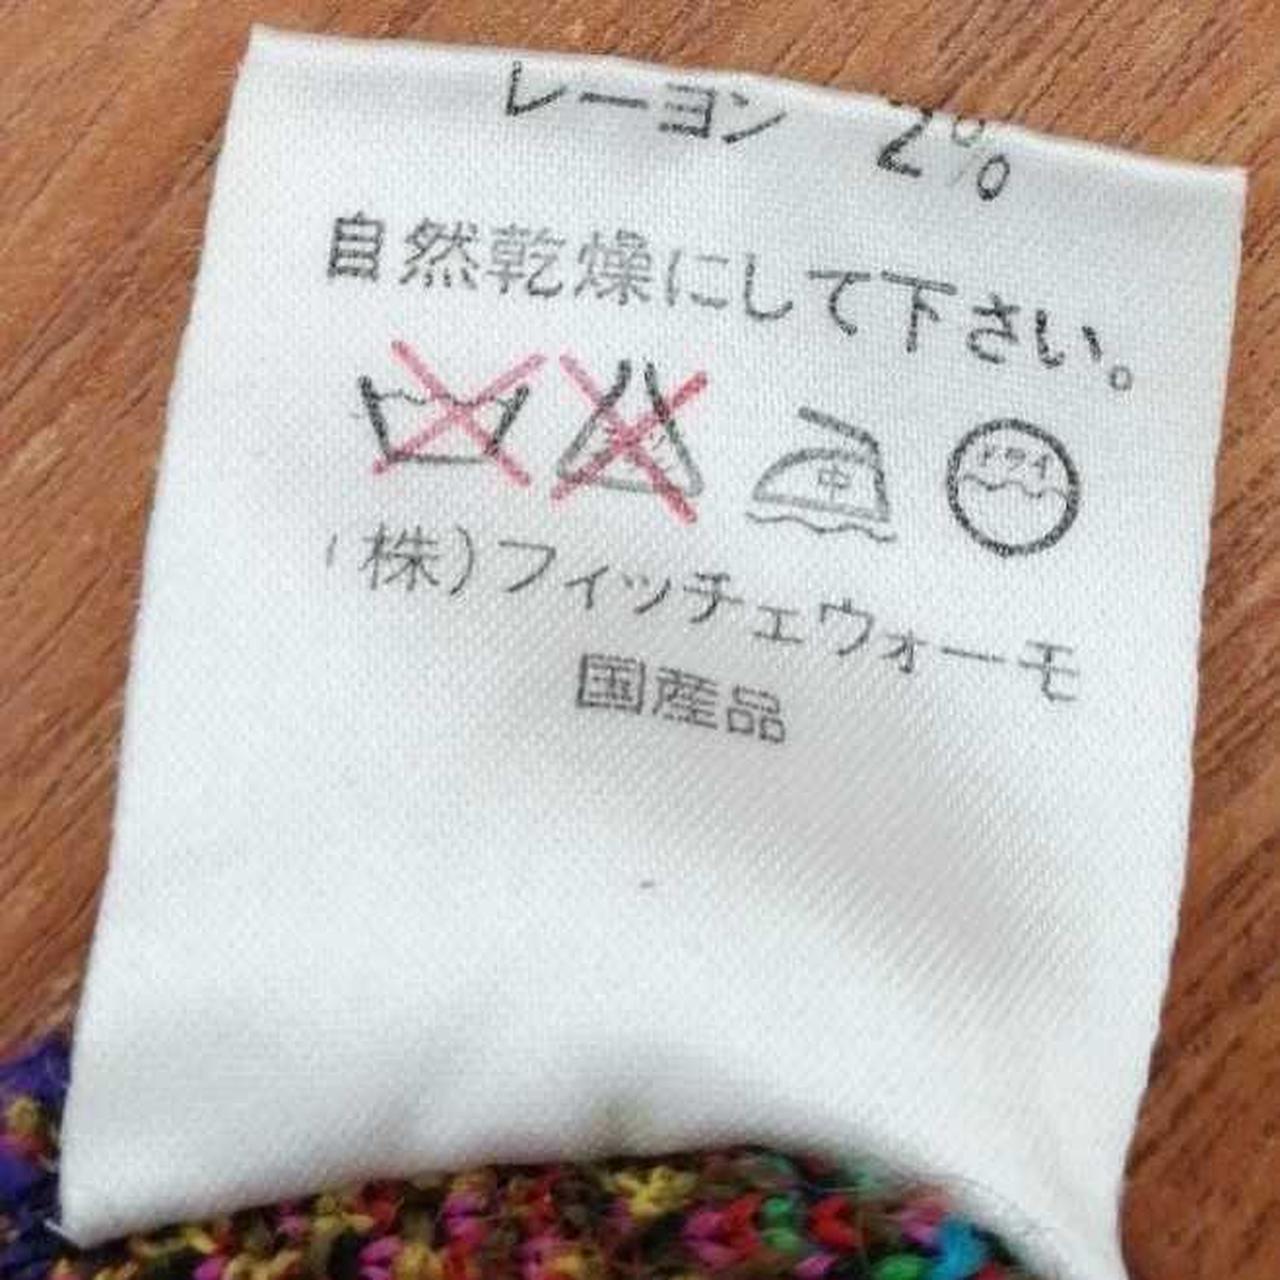 レーヨン 2%
自然乾燥にして下さい。
中 ドライ
(株)フィッチェウォーモ
国産品